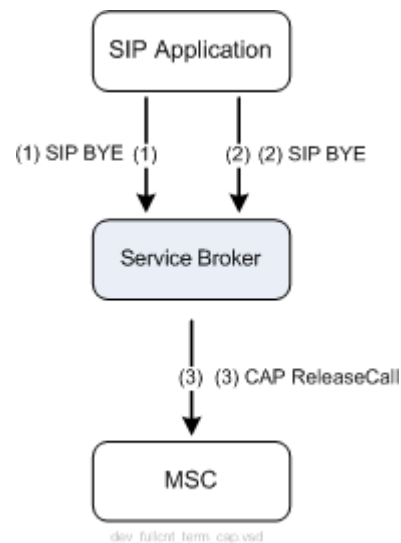 SIP Application
(1) SIP BYE (1)
(2) (2) SIP BYE
Service Broker
(3) (3) CAP ReleaseCall
MSC
dev_fullcnt_term_cap.vsd